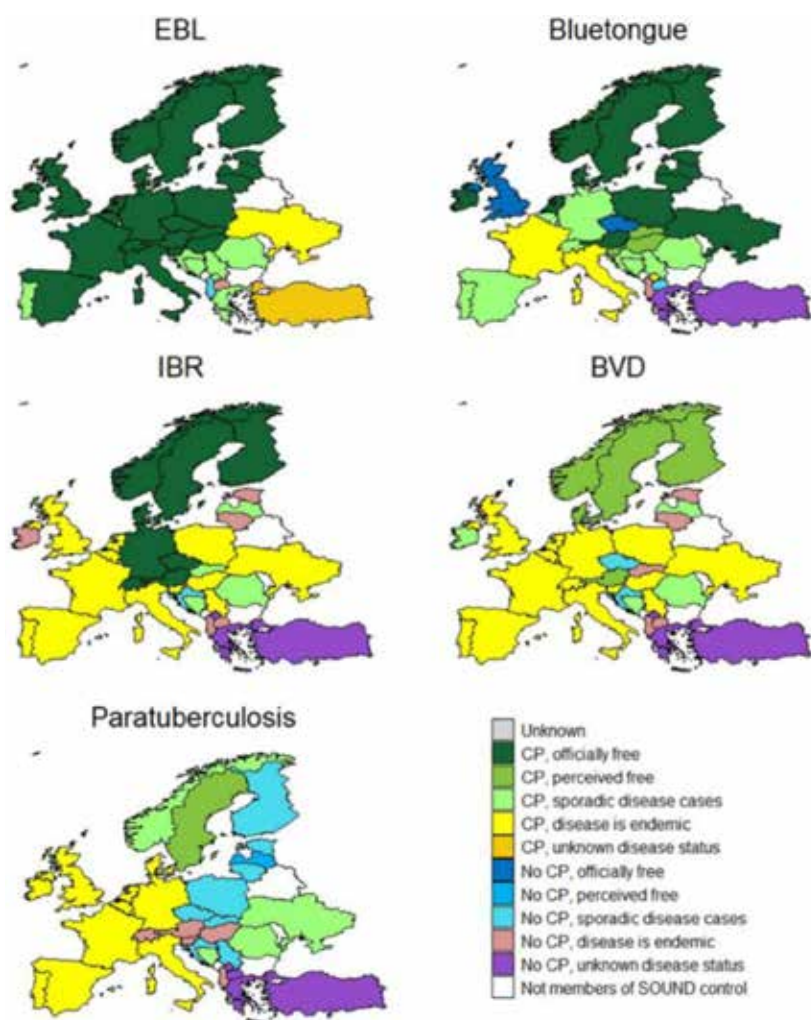 EBL
Bluetongue
IBR
BVD
Paratuberculosis
Unknown
CP, officially free
CP, perceived free
CP, sporadic disease cases
CP, disease is endemic
CP, unknown disease status
No CP, officially free
No CP, perceived free
No CP, sporadic disease cases
No CP, disease is endemic
No CP, unknown disease status
Not members of SOUND control